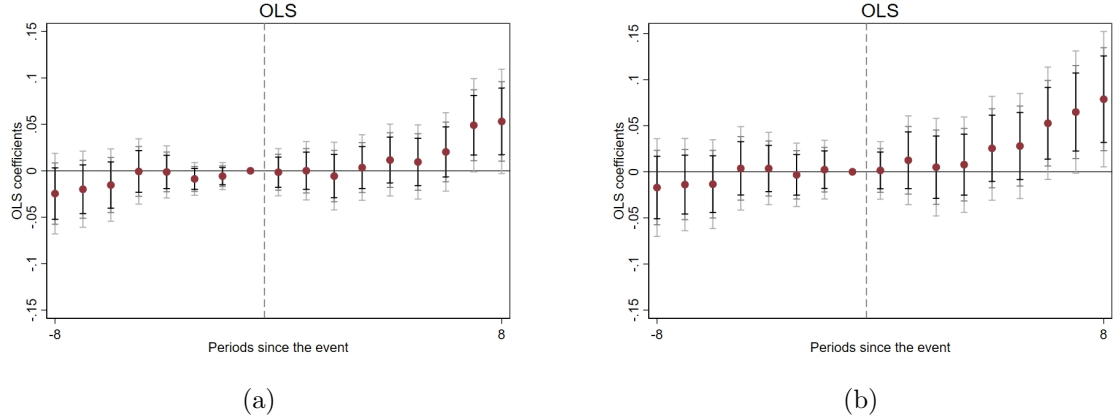 OLS
OLS coefficients
.15
.1
.05
0
-.05
-.1
-.15
-8
8
Periods since the event
(a)
OLS
OLS coefficients
.15
.1
.05
0
-.05
-.1
-.15
-8
8
Periods since the event
(b)